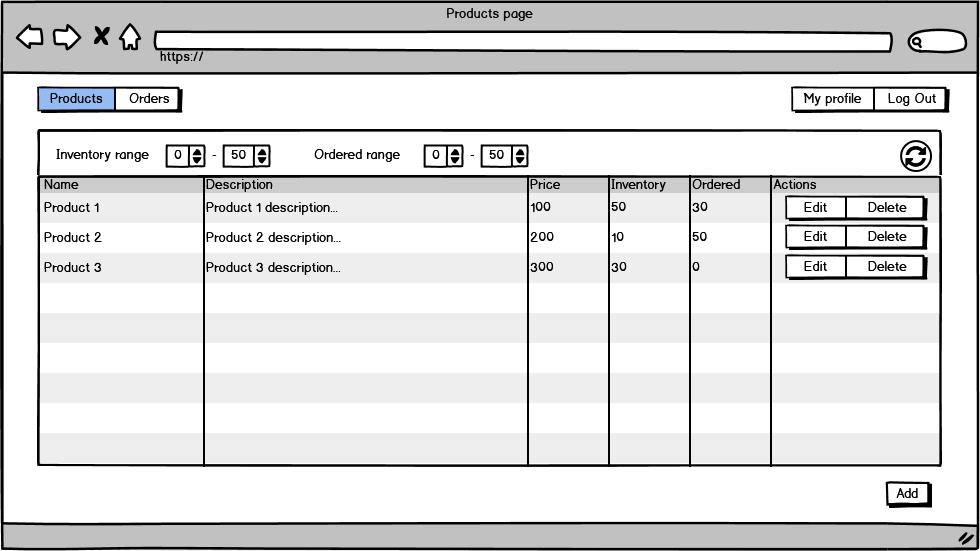 Products page
https://
Products Orders My profile Log Out
Inventory range 0 - 50 Ordered range 0 - 50
Name Description Price Inventory Ordered Actions
Product 1 Product 1 description... 100 50 30 Edit Delete
Product 2 Product 2 description... 200 10 50 Edit Delete
Product 3 Product 3 description... 300 30 0 Edit Delete
Add